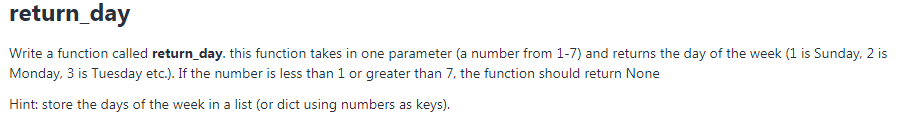 return_day
Write a function called return_day. this function takes in one parameter (a number from 1-7) and returns the day of the week (1 is Sunday, 2 is
Monday, 3 is Tuesday etc.). If the number is less than 1 or greater than 7, the function should return None
Hint: store the days of the week in a list (or dict using numbers as keys).